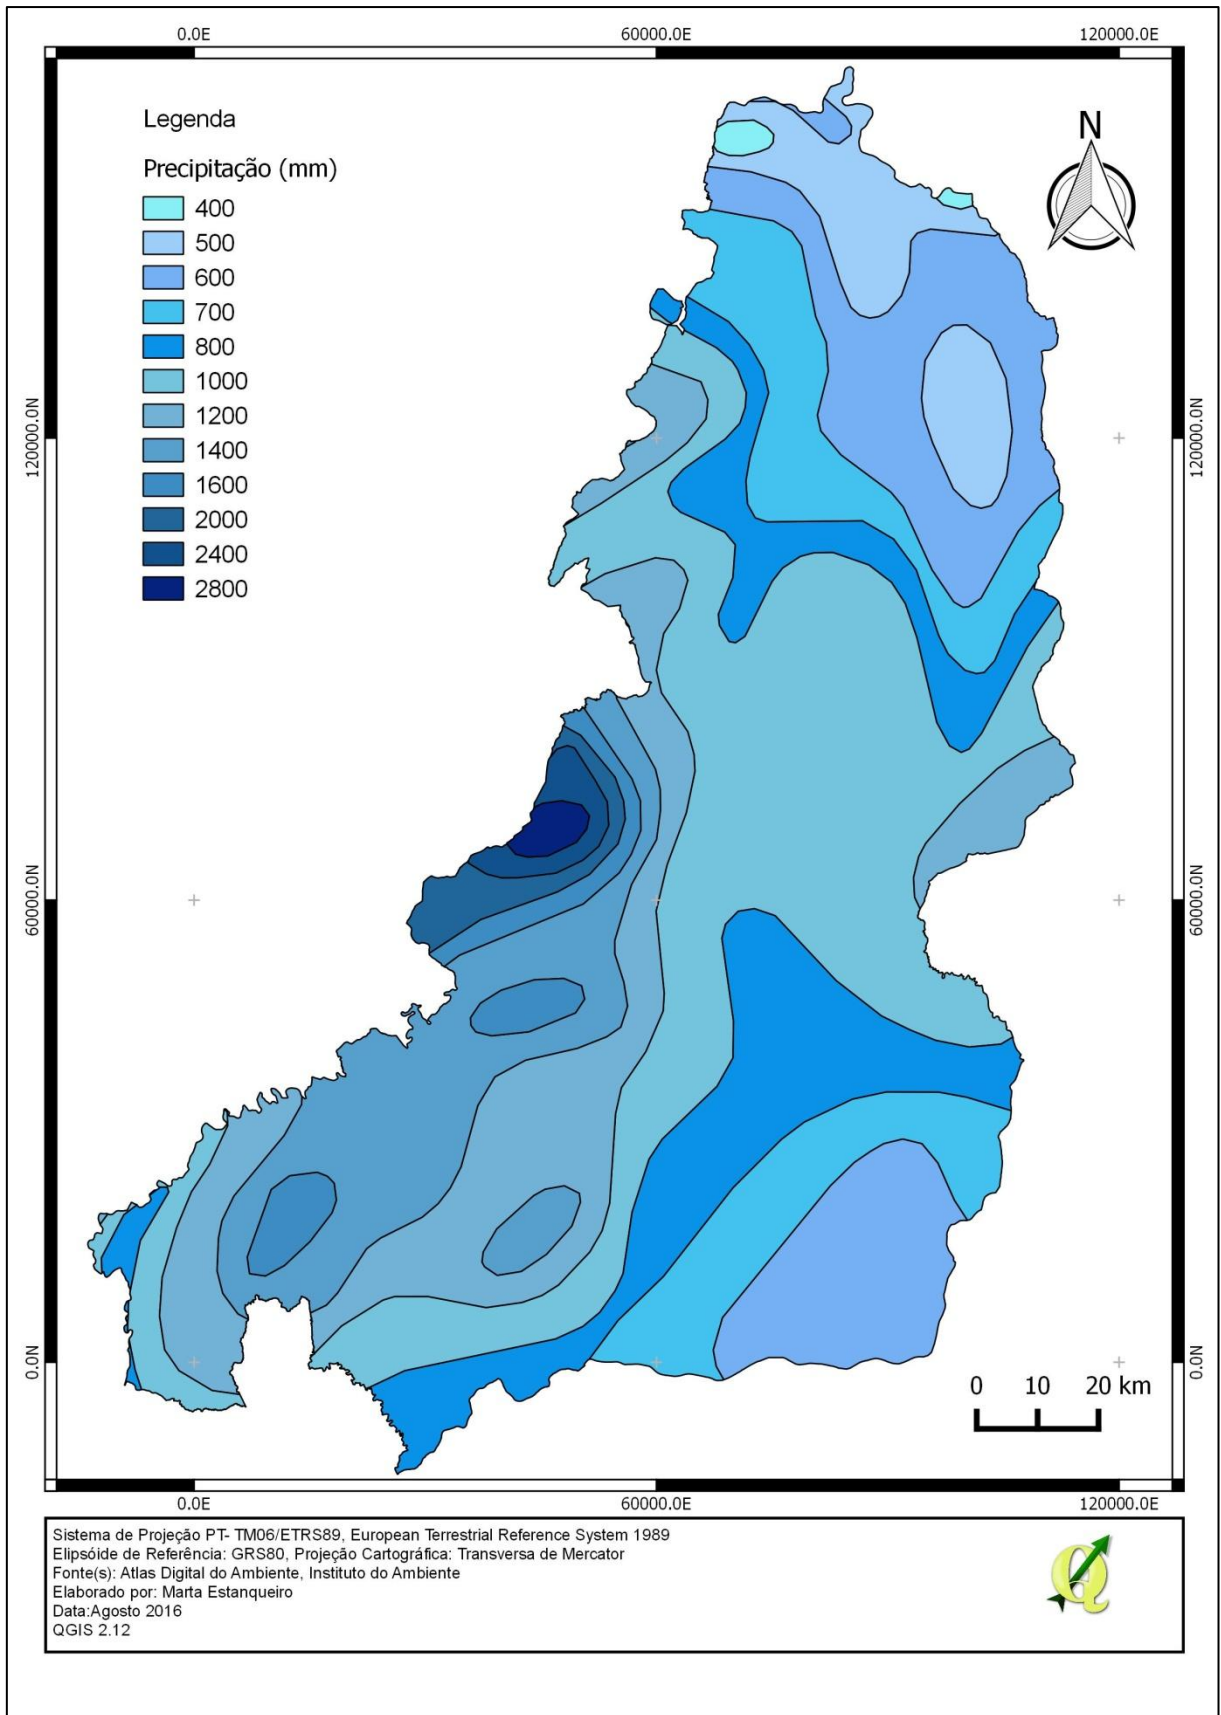 0.0E 60000.0E 120000.0E
Legenda
Precipitação (mm)
400
500
600
700
800
1000
1200
1400
1600
2000
2400
2800
N
120000.0N 120000.0N
60000.0N 60000.0N
0.0N 0.0N
0 10 20 km
0.0E 60000.0E 120000.0E
Sistema de Projeção PT- TM06/ETRS89, European Terrestrial Reference System 1989
Elipsóide de Referência: GRS80, Projeção Cartográfica: Transversa de Mercator
Fonte(s): Atlas Digital do Ambiente, Instituto do Ambiente
Elaborado por: Marta Estanqueiro
Data:Agosto 2016
QGIS 2.12